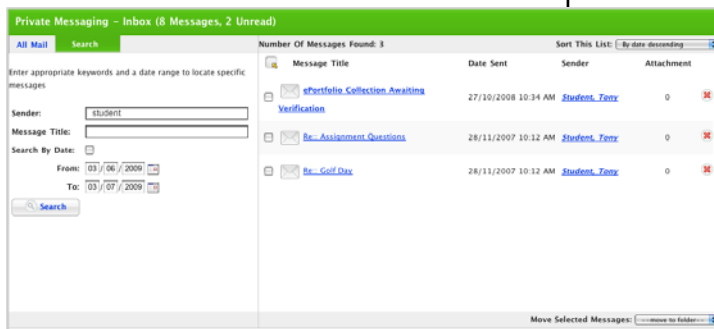 Private Messaging - Inbox (8 Messages, 2 Unread)
All Mail Search
Enter appropriate keywords and a date range to locate specific
messages
Sender: student
Message Title:
Search By Date:
From: 03 / 06 / 2009
To: 03 / 07 / 2009
Search
Number Of Messages Found: 3 Sort This List: By date descending
Message Title Date Sent Sender Attachment
ePortfolio Collection Awaiting
Verification 27/10/2008 10:34 AM Student, Tony 0
Re:: Assignment Questions 28/11/2007 10:12 AM Student, Tony 0
Re:: Golf Day 28/11/2007 10:12 AM Student, Tony 0
Move Selected Messages: -----move to folder-----